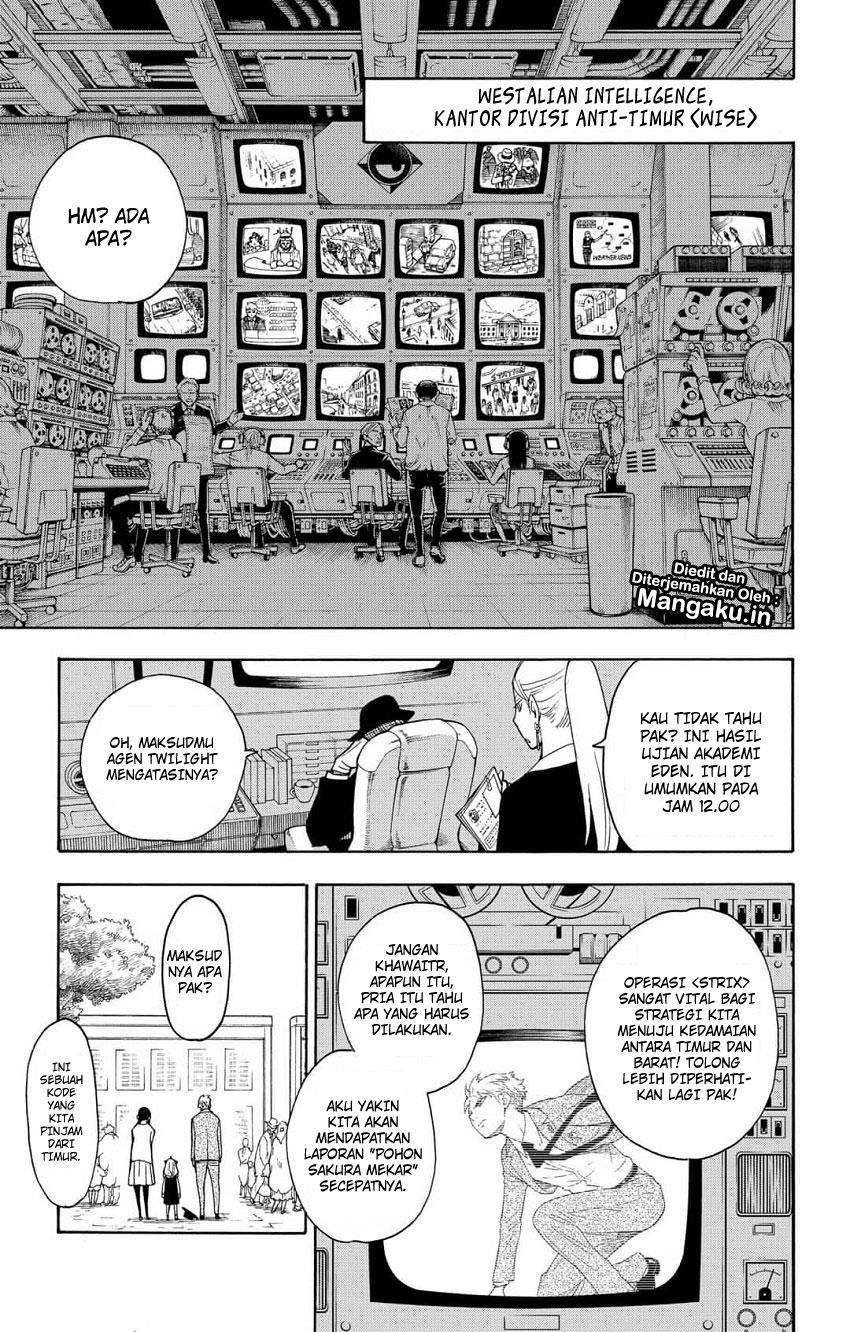 WESTALIAN INTELLIGENCE,
KANTOR DIVISI ANTI-TIMUR <WISE>
HM? ADA
APA?
WEATHER NEWS
STATION
Diedit dan
Diterjemahkan Oleh :
Mangaku.in
KAU TIDAK TAHU
PAK? INI HASIL
UJIAN AKADEMI
EDEN. ITU DI
UMUMKAN PADA
JAM 12.00
OH, MAKSUDMU
AGEN TWILIGHT
MENGATASINYA?
OPERASI <STRIX>
SANGAT VITAL BAGI
STRATEGI KITA
MENUJU KEDAMAIAN
ANTARA TIMUR DAN
BARAT! TOLONG
LEBIH DIPERHATI-
KAN LAGI PAK!
JANGAN
KHAWAITR,
APAPUN ITU,
PRIA ITU TAHU
APA YANG HARUS
DILAKUKAN.
AKU YAKIN
KITA AKAN
MENDAPATKAN
LAPORAN "POHON
SAKURA MEKAR"
SECEPATNYA.
MAKSUD
NYA APA
PAK?
INI
SEBUAH
KODE
YANG
KITA
PINJAM
DARI
TIMUR.